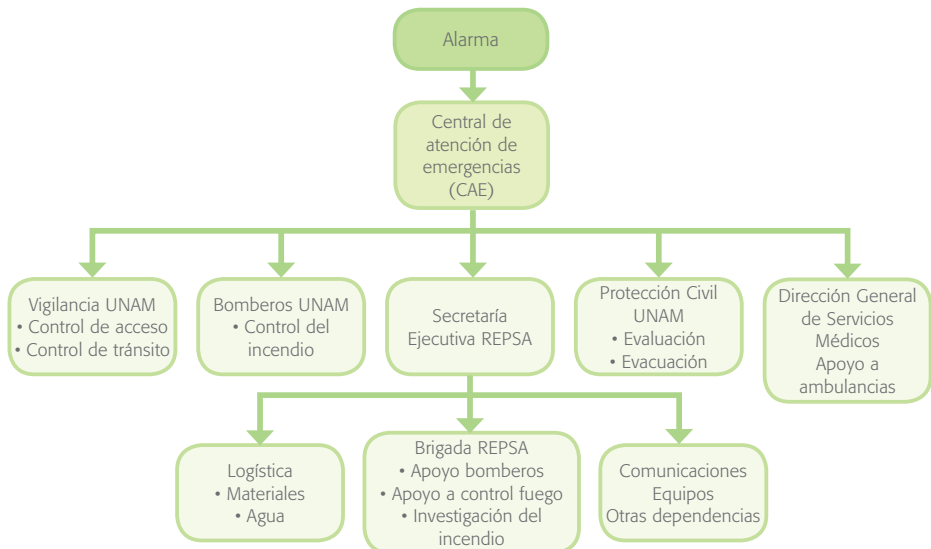 Alarma
Central de
atención de
emergencias
(CAE)
Vigilancia UNAM
• Control de acceso
• Control de tránsito
Bomberos UNAM
• Control del
incendio
Secretaría
Ejecutiva REPSA
Protección Civil
UNAM
• Evaluación
• Evacuación
Dirección General
de Servicios
Médicos
Apoyo a
ambulancias
Logística
• Materiales
• Agua
Brigada REPSA
• Apoyo bomberos
• Apoyo a control fuego
• Investigación del
incendio
Comunicaciones
Equipos
Otras dependencias